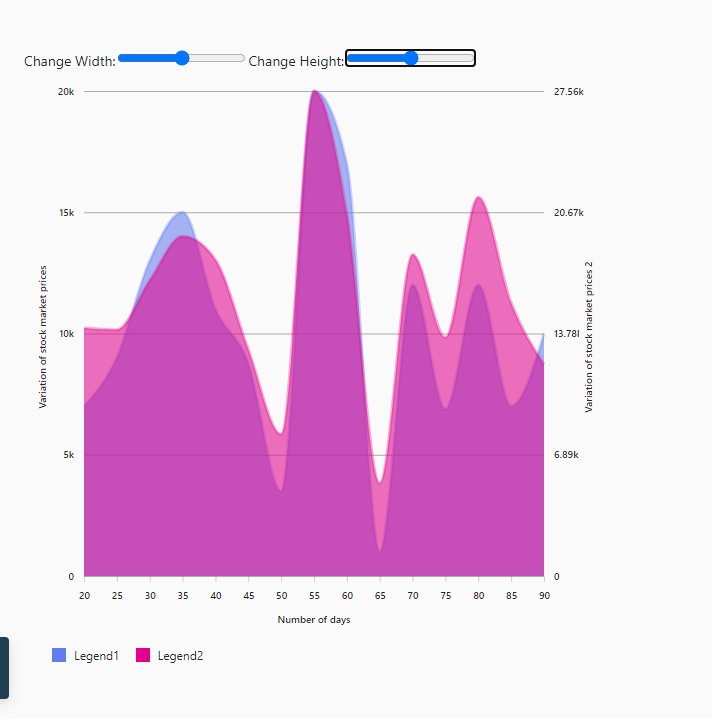 Change Width: Change Height:
20k
27.56k
15k
20.67k
10k
13.78l
5k
6.89k
0
0
Variation of stock market prices
Variation of stock market prices 2
20 25 30 35 40 45 50 55 60 65 70 75 80 85 90
Number of days
Legend1 Legend2